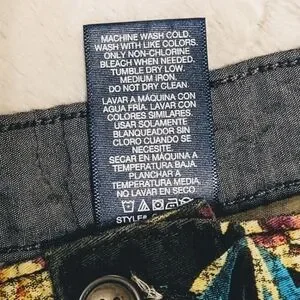 MACHINE WASH COLD.
WASH WITH LIKE COLORS.
ONLY NON-CHLORINE
BLEACH WHEN NEEDED.
TUMBLE DRY LOW.
MEDIUM IRON.
DO NOT DRY CLEAN.
LAVAR A MÁQUINA CON
AGUA FRÍA. LAVAR CON
COLORES SIMILARES.
USAR SOLAMENTE
BLANQUEADOR SIN
CLORO CUANDO SE
NECESITE.
SECAR EN MÁQUINA A
TEMPERATURA BAJA.
PLANCHAR A
TEMPERATURA MEDIA.
NO LAVAR EN SECO.
STYLE